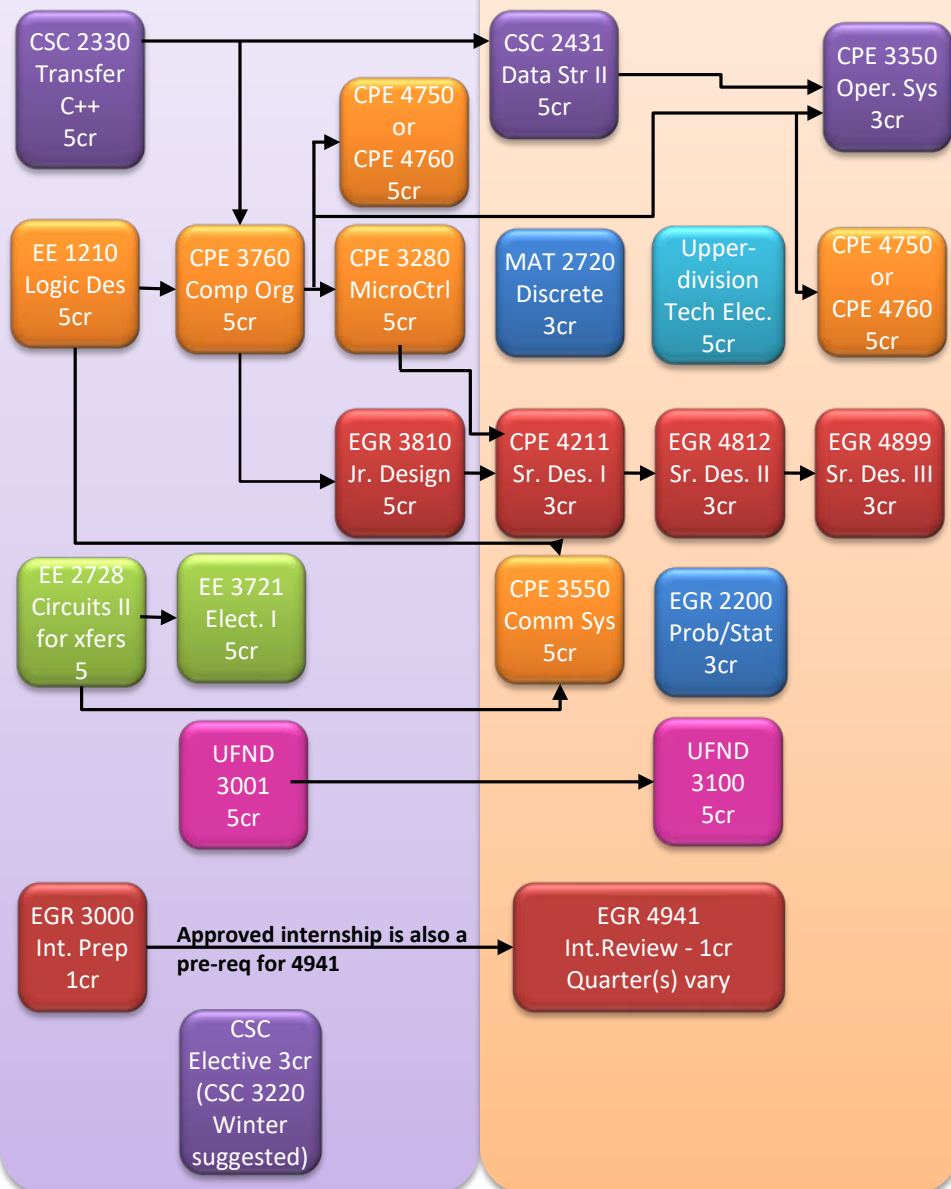 CSC 2330
Transfer
C++
5cr
CSC 2431
Data Str II
5cr
CPE 3350
Oper. Sys
3cr
CPE 4750
or
CPE 4760
5cr
EE 1210
Logic Des
5cr
CPE 3760
Comp Org
5cr
CPE 3280
MicroCtrl
5cr
MAT 2720
Discrete
3cr
Upper-
division
Tech Elec.
5cr
CPE 4750
or
CPE 4760
5cr
EGR 3810
Jr. Design
5cr
CPE 4211
Sr. Des. I
3cr
EGR 4812
Sr. Des. II
3cr
EGR 4899
Sr. Des. III
3cr
EE 2728
Circuits II
for xfers
5
EE 3721
Elect. I
5cr
CPE 3550
Comm Sys
5cr
EGR 2200
Prob/Stat
3cr
UFND
3001
5cr
UFND
3100
5cr
EGR 3000
Int. Prep
1cr
Approved internship is also a
pre-req for 4941
EGR 4941
Int.Review - 1cr
Quarter(s) vary
CSC
Elective 3cr
(CSC 3220
Winter
suggested)